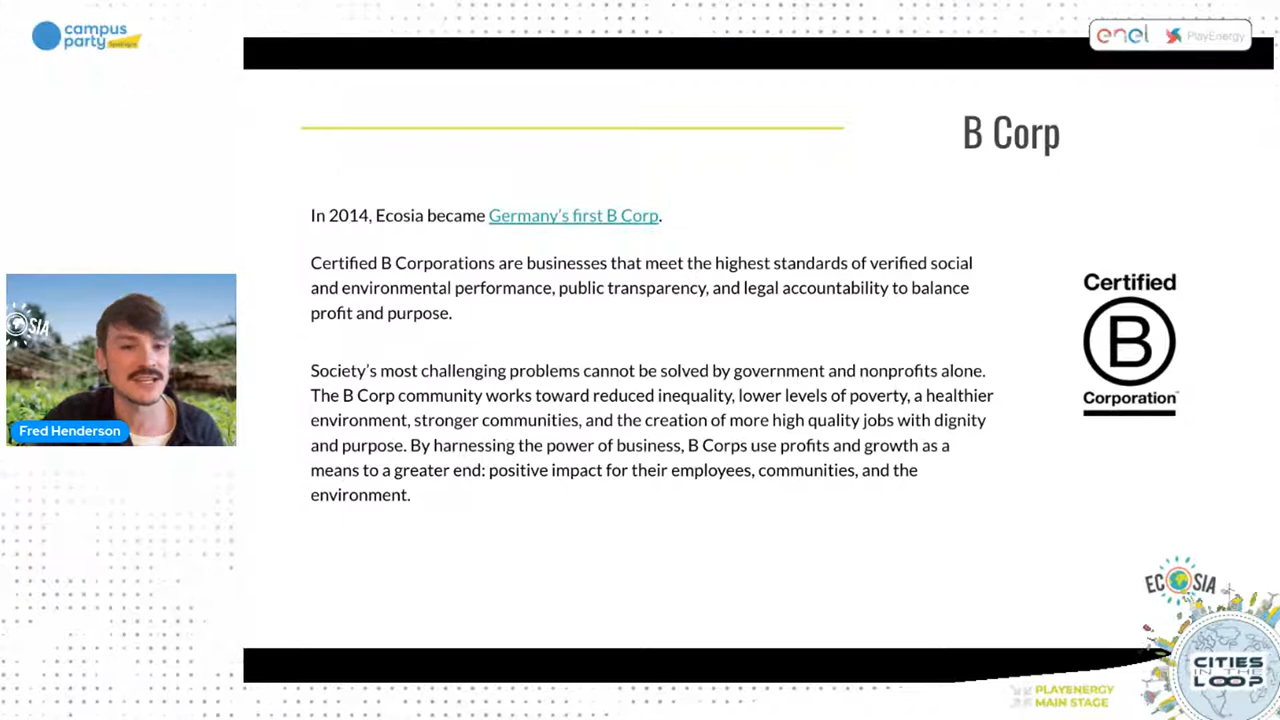 campus
party
enel PlayEnergy
B Corp
In 2014, Ecosia became Germany's first B Corp.
Certified B Corporations are businesses that meet the highest standards of verified social
and environmental performance, public transparency, and legal accountability to balance
profit and purpose.
Society's most challenging problems cannot be solved by government and nonprofits alone.
The B Corp community works toward reduced inequality, lower levels of poverty, a healthier
environment, stronger communities, and the creation of more high quality jobs with dignity
and purpose. By harnessing the power of business, B Corps use profits and growth as a
means to a greater end: positive impact for their employees, communities, and the
environment.
Certified
B
Corporation
SIA
Fred Henderson
ECOSIA
CITIES
IN THE
LOOP
PLAYENERGY
MAIN STAGE